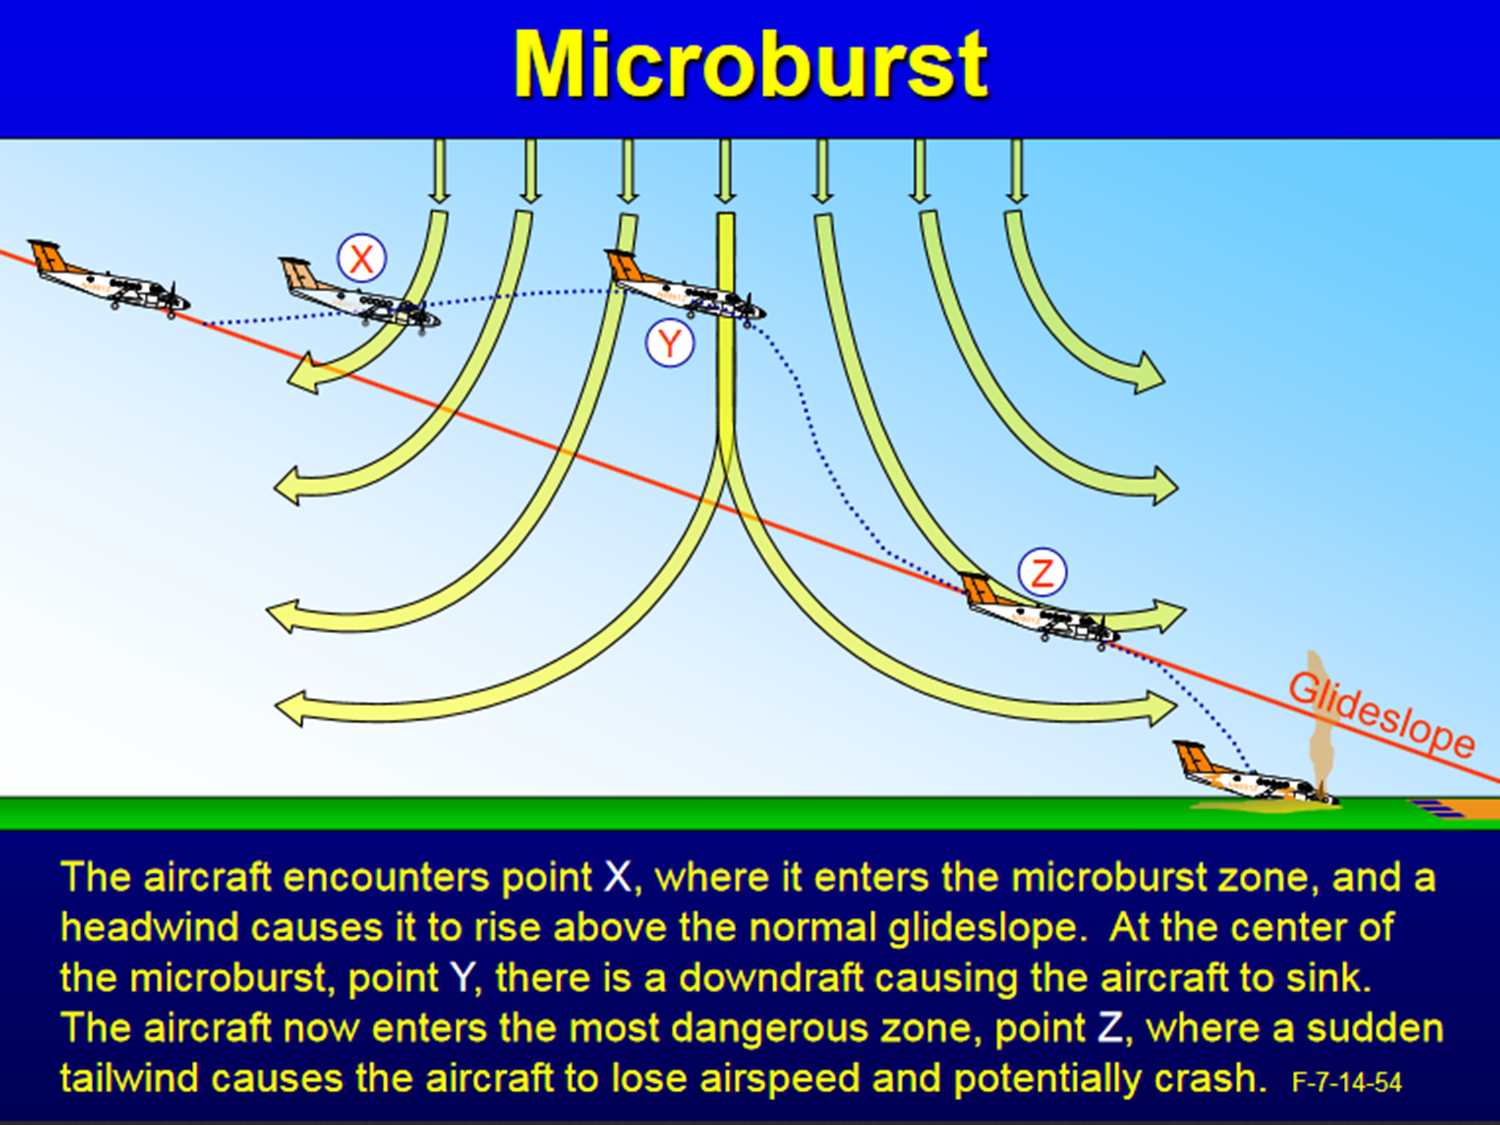 Microburst
X
Y
Z
Glideslope
The aircraft encounters point X, where it enters the microburst zone, and a
headwind causes it to rise above the normal glideslope.  At the center of
the microburst, point Y, there is a downdraft causing the aircraft to sink.
The aircraft now enters the most dangerous zone, point Z, where a sudden
tailwind causes the aircraft to lose airspeed and potentially crash.  F-7-14-54